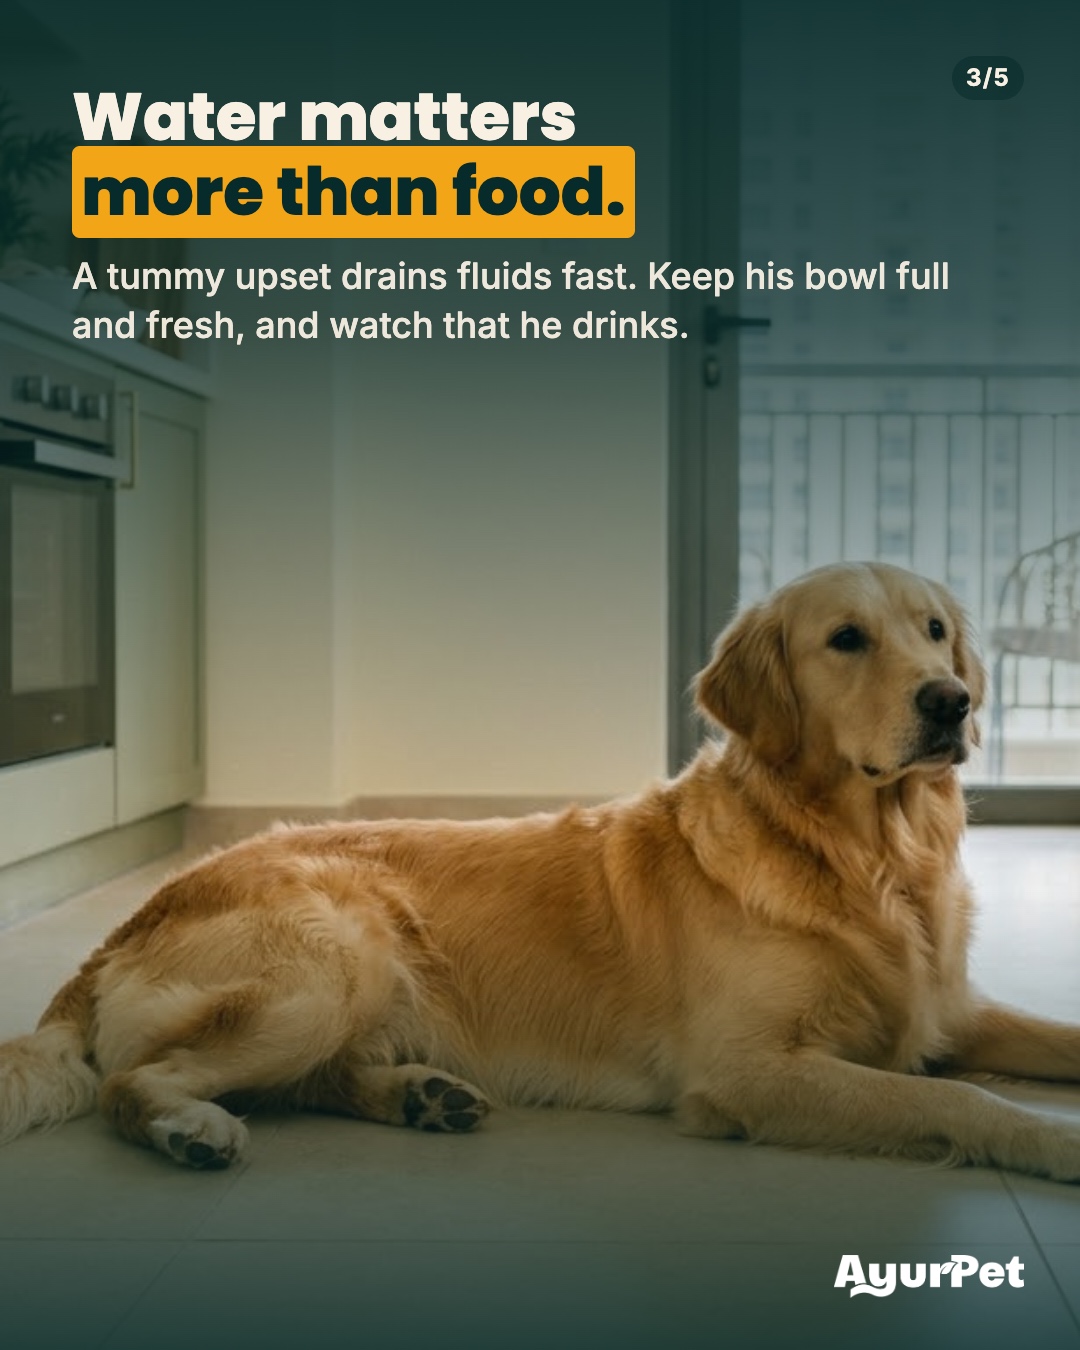 3/5
Water matters
more than food.
A tummy upset drains fluids fast. Keep his bowl full
and fresh, and watch that he drinks.
AyurPet